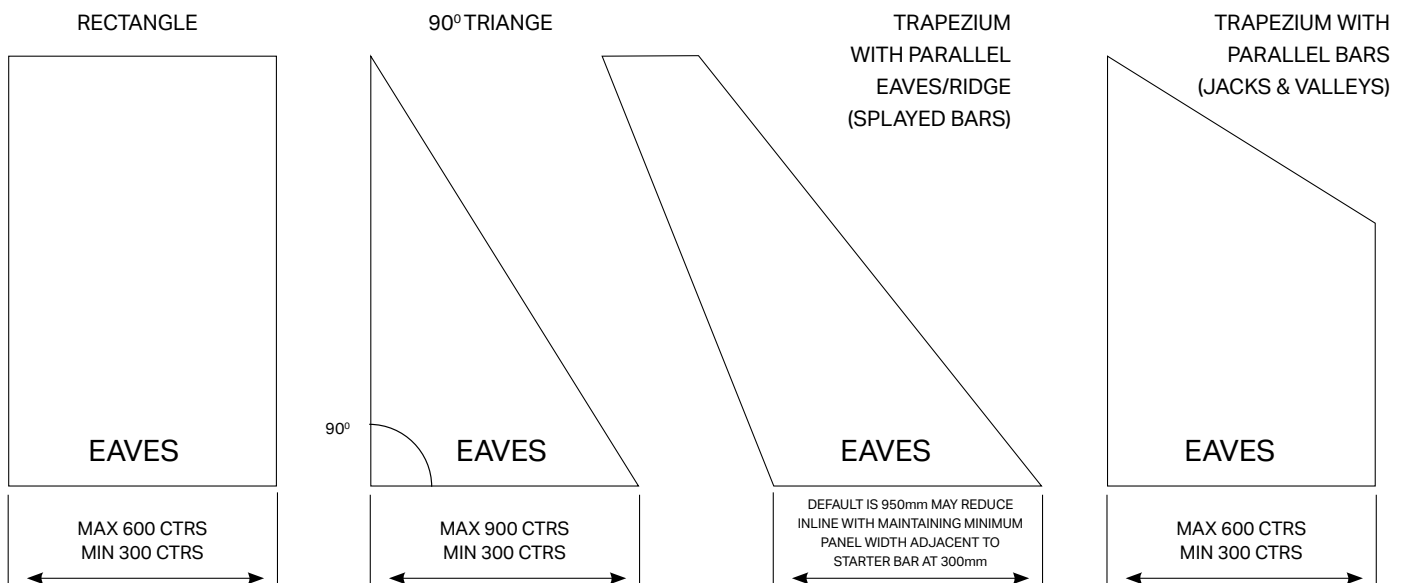 RECTANGLE
90⁰ TRIANGE
TRAPEZIUM
WITH PARALLEL
EAVES/RIDGE
(SPLAYED BARS)
TRAPEZIUM WITH
PARALLEL BARS
(JACKS & VALLEYS)
90⁰
EAVES
EAVES
EAVES
EAVES
MAX 600 CTRS
MIN 300 CTRS
MAX 900 CTRS
MIN 300 CTRS
DEFAULT IS 950mm MAY REDUCE
INLINE WITH MAINTAINING MINIMUM
PANEL WIDTH ADJACENT TO
STARTER BAR AT 300mm
MAX 600 CTRS
MIN 300 CTRS